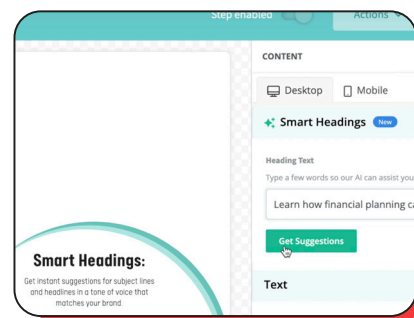 Step enabled
Actions
CONTENT
Desktop
Mobile
Smart Headings New
Heading Text
Type a few words so our AI can assist you
Learn how financial planning ca
Get Suggestions
Text
Smart Headings:
Get instant suggestions for subject lines
and headlines in a tone of voice that
matches your brand